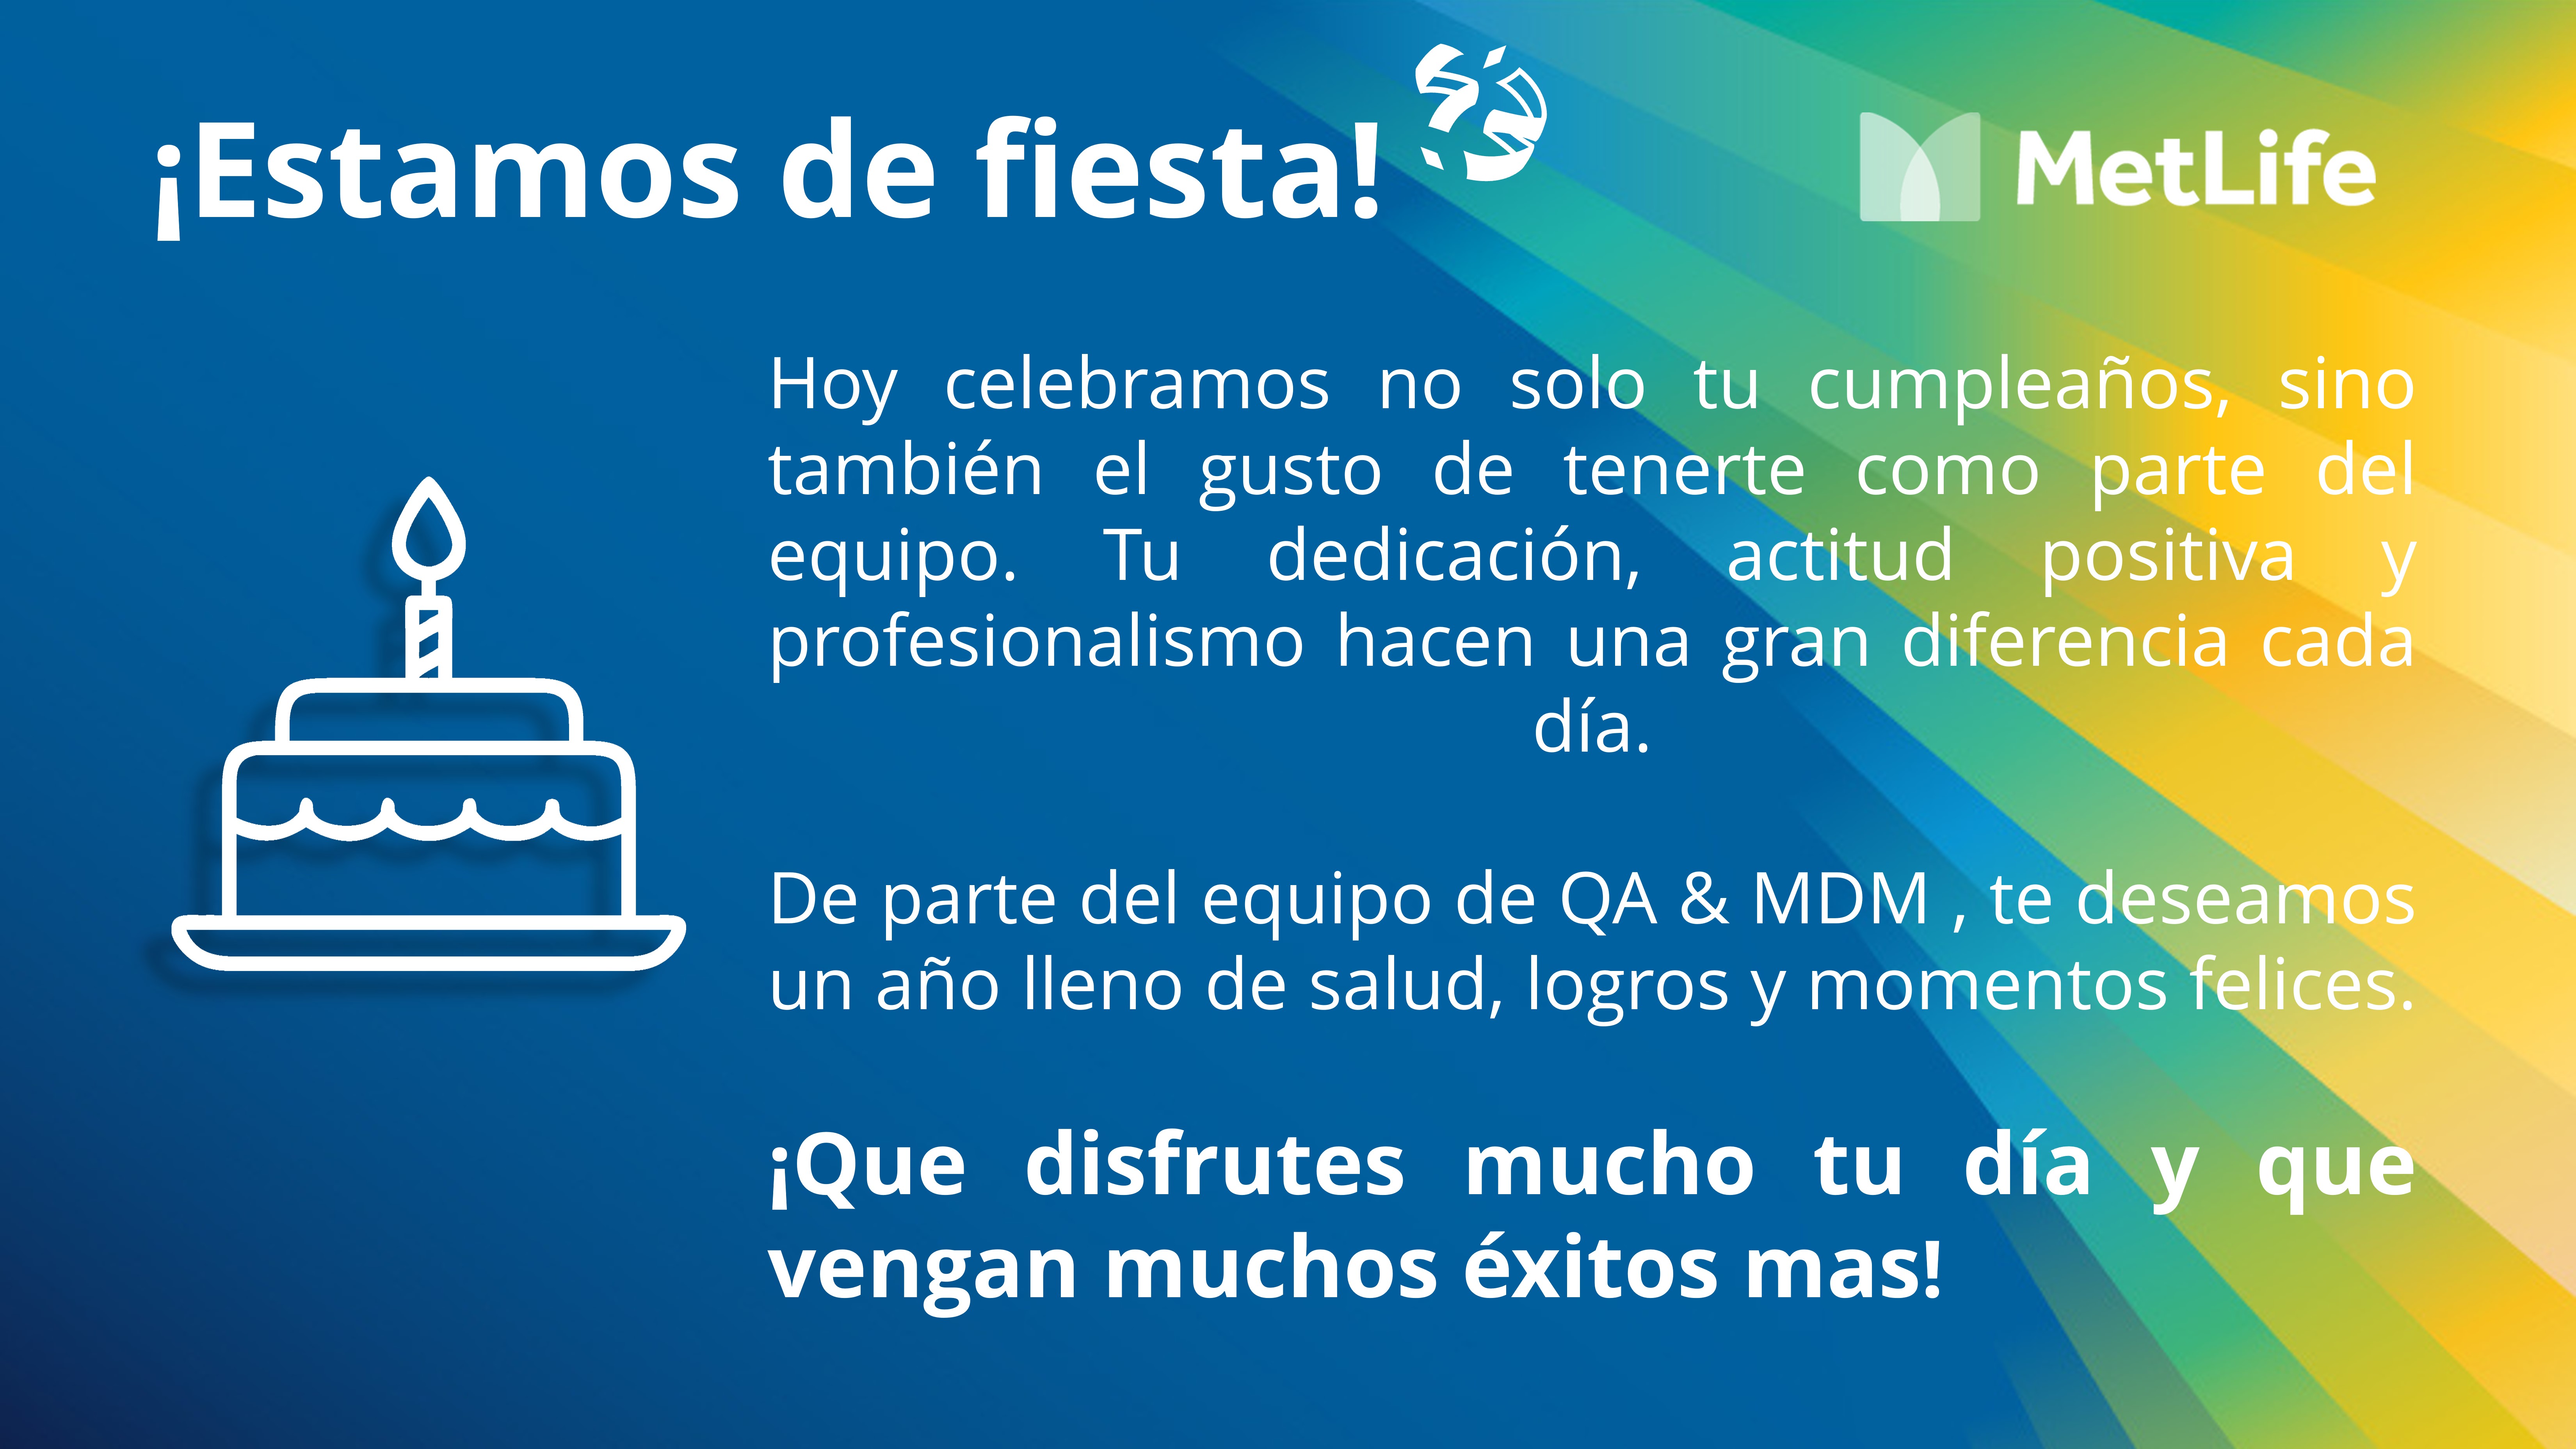 ¡Estamos de fiesta!
MetLife
Hoy celebramos no solo tu cumpleaños, sino
también el gusto de tenerte como parte del
equipo. Tu dedicación, actitud positiva y
profesionalismo hacen una gran diferencia cada
día.
De parte del equipo de QA & MDM , te deseamos
un año lleno de salud, logros y momentos felices.
¡Que disfrutes mucho tu día y que
vengan muchos éxitos mas!